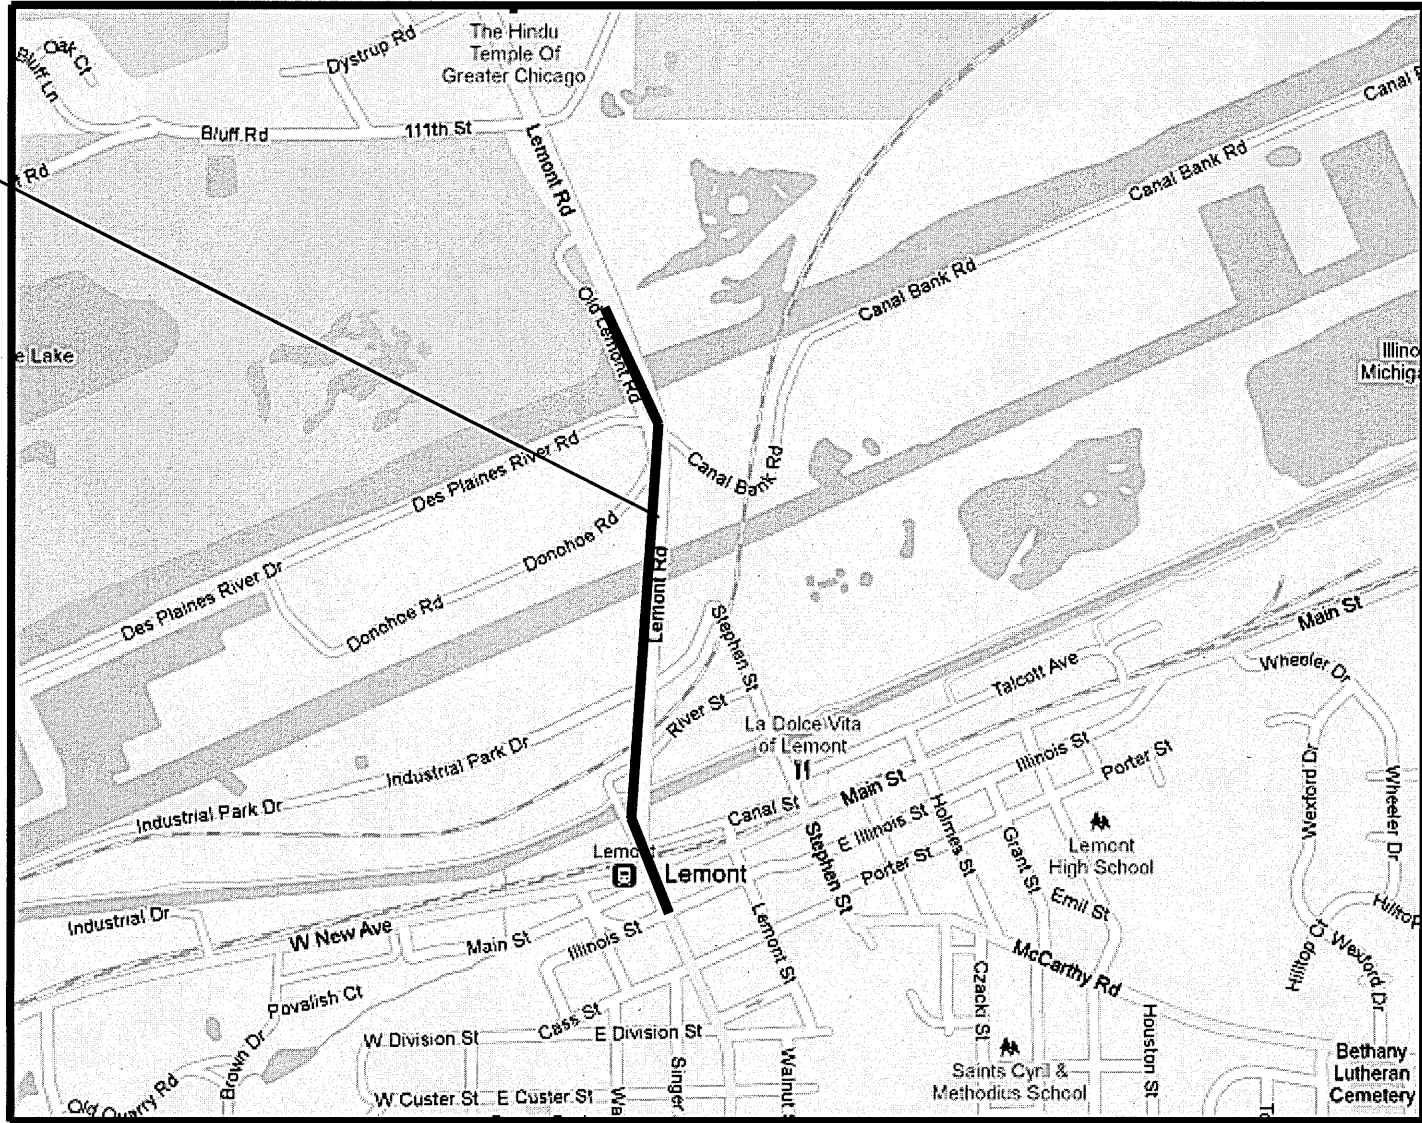 The Hindu
Temple Of
Greater Chicago
Oak Ct
Bluff Ln
Dystrup Rd
Bluff Rd
111th St
Rd
Lemont Rd
Canal
Canal Bank Rd
Canal Bank Rd
Old Lemont Rd
e Lake
Illino
Michiga
Des Plaines River Rd
Canal Bank Rd
Donohoe Rd
Lemont Rd
Des Plaines River Dr
Donohoe Rd
Stephen St
Main St
Wheeler Dr
Talcott Ave
River St
La Dolce Vita
of Lemont
Industrial Park Dr
Illinois St
Porter St
Wexford Dr
Wheeler Dr
Main St
Canal St
Industrial Park Dr
E Illinois St
Holmes St
Lemont
High School
Grant St
Stephen St
Porter St
Lemont
Lemont
Emil St
Hilltop
Industrial Dr
W New Ave
Main St
Illinois St
Lemont St
McCarthy Rd
Hilltop Ct
Wexford Dr
Povalish Ct
Czacki St
Cass St
W Division St
E Division St
Houston St
Brown Dr
Singer
Walnut
Saints Cyril &
Methodius School
Bethany
Lutheran
Cemetery
Old Quarry Rd
W Custer St
E Custer St
Wa
To